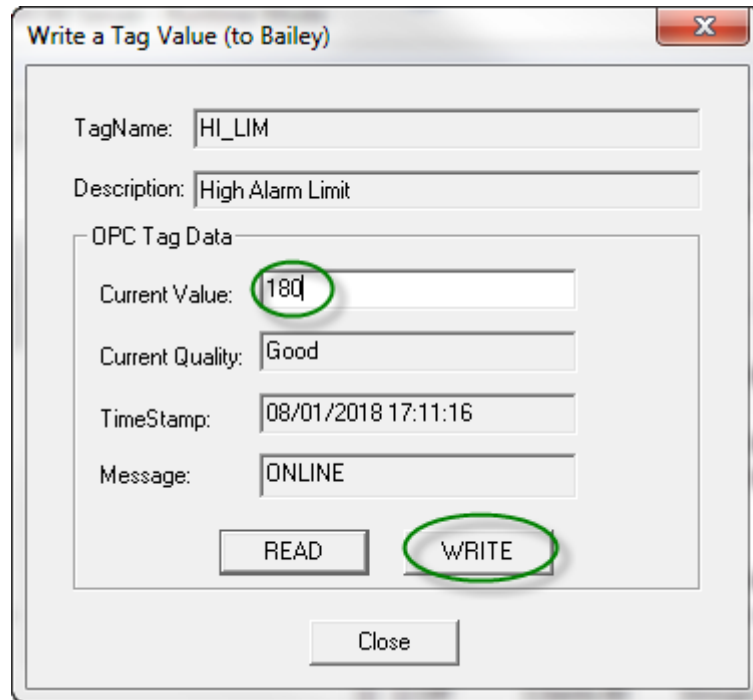 Write a Tag Value (to Bailey)
TagName: HI_LIM
Description: High Alarm Limit
OPC Tag Data
Current Value: 180
Current Quality: Good
TimeStamp: 08/01/2018 17:11:16
Message: ONLINE
READ WRITE
Close